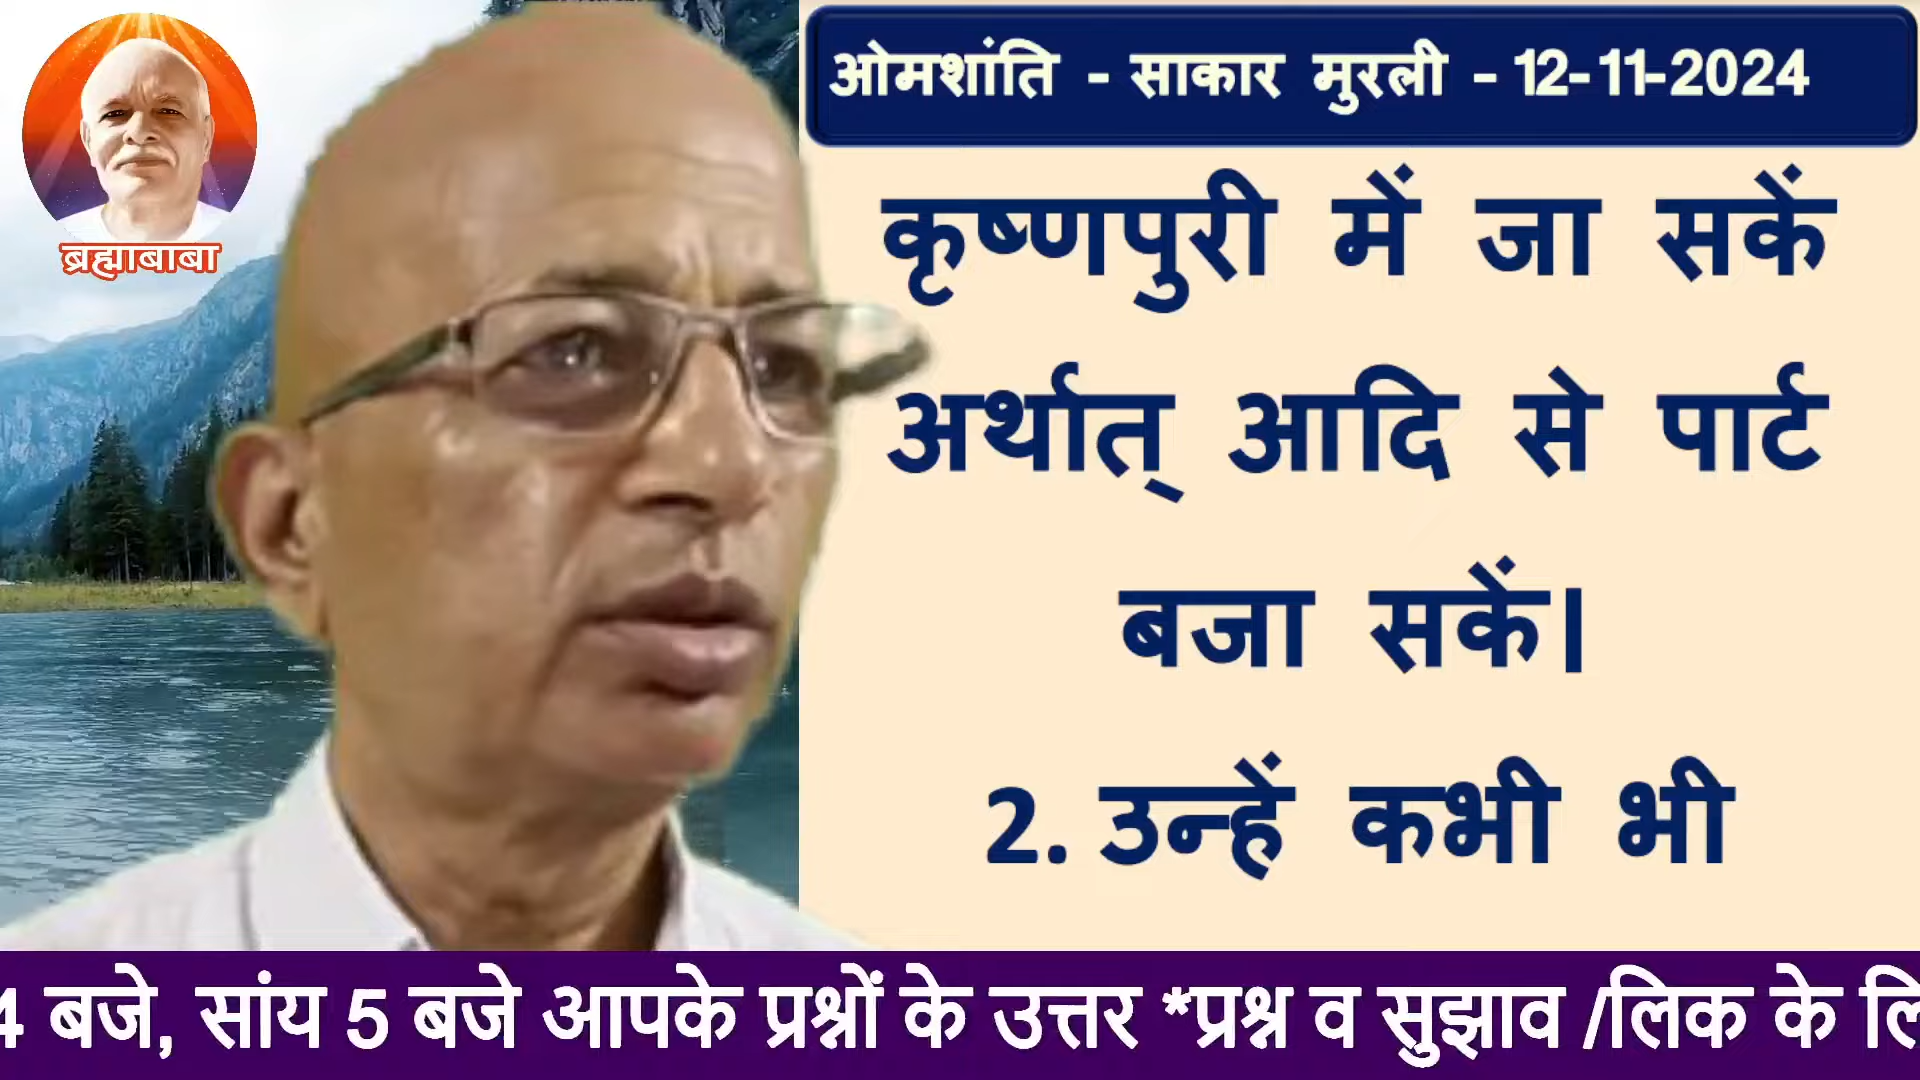 ब्रह्माबाबा
ओमशांति - साकार मुरली - 12-11-2024
कृष्णपुरी में जा सकें
अर्थात् आदि से पार्ट
बजा सकें।
2. उन्हें कभी भी
4 बजे, सांय 5 बजे आपके प्रश्नों के उत्तर *प्रश्न व सुझाव /लिक के लि